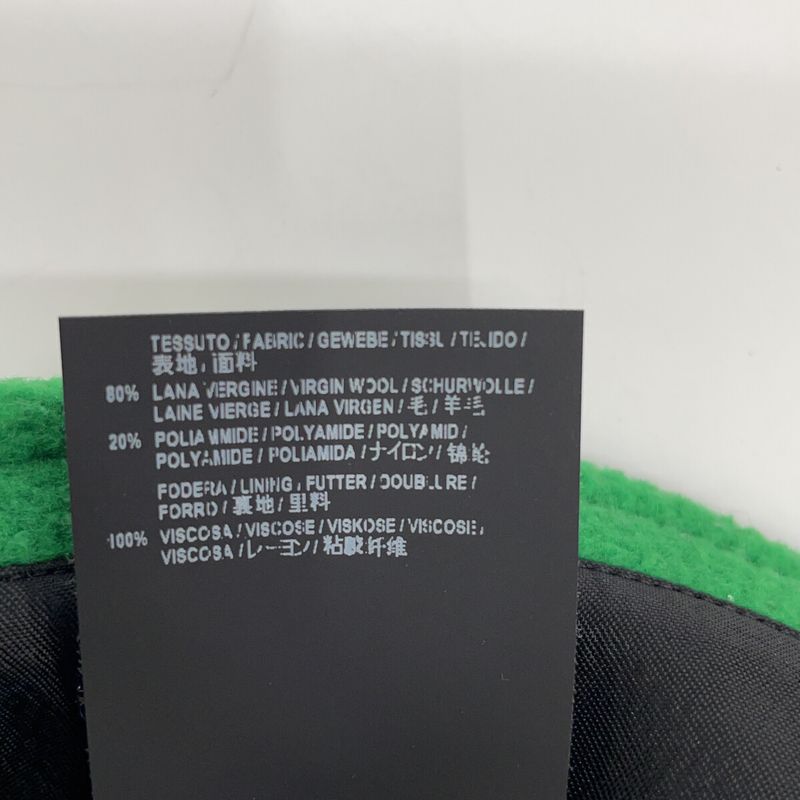 TESSUTO / FABRIC / GEWEBE / TISSU / TEJIDO /
表地 / 面料
80% LANA VERGINE / VIRGIN WOOL / SCHURWOLLE /
LAINE VIERGE / LANA VIRGEN / 毛 / 羊毛
20% POLIAMMIDE / POLYAMIDE / POLYAMID /
POLYAMIDE / POLIAMIDA / ナイロン / 锦纶
FODERA / LINING / FUTTER / DOUBLURE /
FORRO / 裏地 / 里料
100% VISCOSA / VISCOSE / VISKOSE / VISCOSE /
VISCOSA / レーヨン / 粘胶纤维